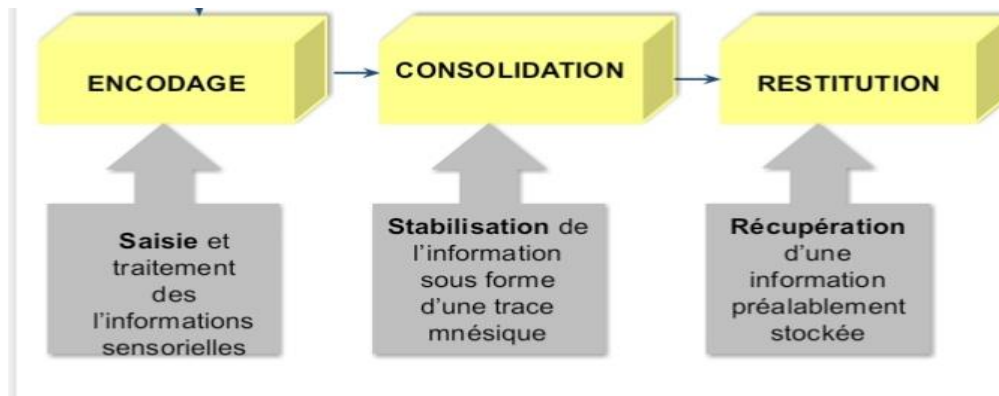 ENCODAGE
CONSOLIDATION
RESTITUTION
Saisie et
traitement
des
l'informations
sensorielles
Stabilisation de
l'information
sous forme
d'une trace
mnésique
Récupération
d'une
information
préalablement
stockée